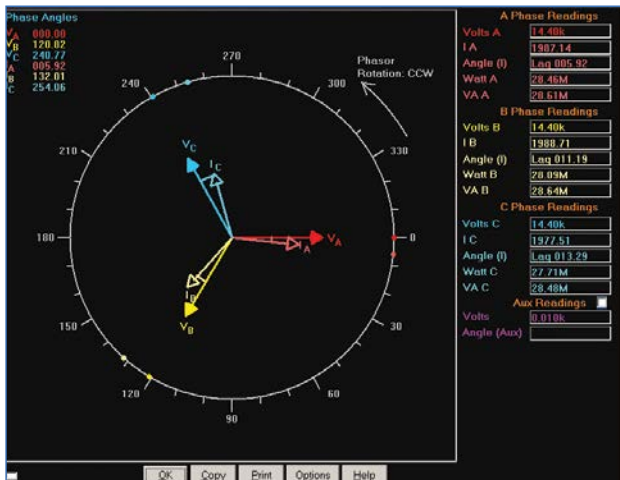 Phase Angles
VA 000.00
VB 120.02
VC 240.77
IA 005.92
IB 132.01
IC 254.06
270
240
300
210
330
180
0
150
30
120
60
90
Phasor
Rotation: CCW
VC
IC
VA
IA
IB
VB
A Phase Readings
Volts A 14.40k
I A 1987.14
Angle (I) Lag 005.92
Watt A 28.46M
VA A 28.61M
B Phase Readings
Volts B 14.40k
I B 1988.71
Angle (I) Lag 011.19
Watt B 28.09M
VA B 28.64M
C Phase Readings
Volts C 14.40k
I C 1977.51
Angle (I) Lag 013.29
Watt C 27.71M
VA C 28.48M
Aux Readings
Volts 0.010k
Angle (Aux)
OK Copy Print Options Help